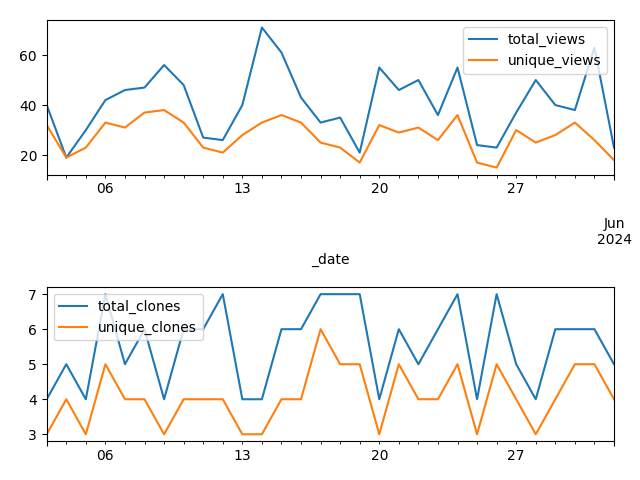 total_views
unique_views
60
40
20
06 13 20 27
Jun
2024
_date
total_clones
unique_clones
7
6
5
4
3
06 13 20 27